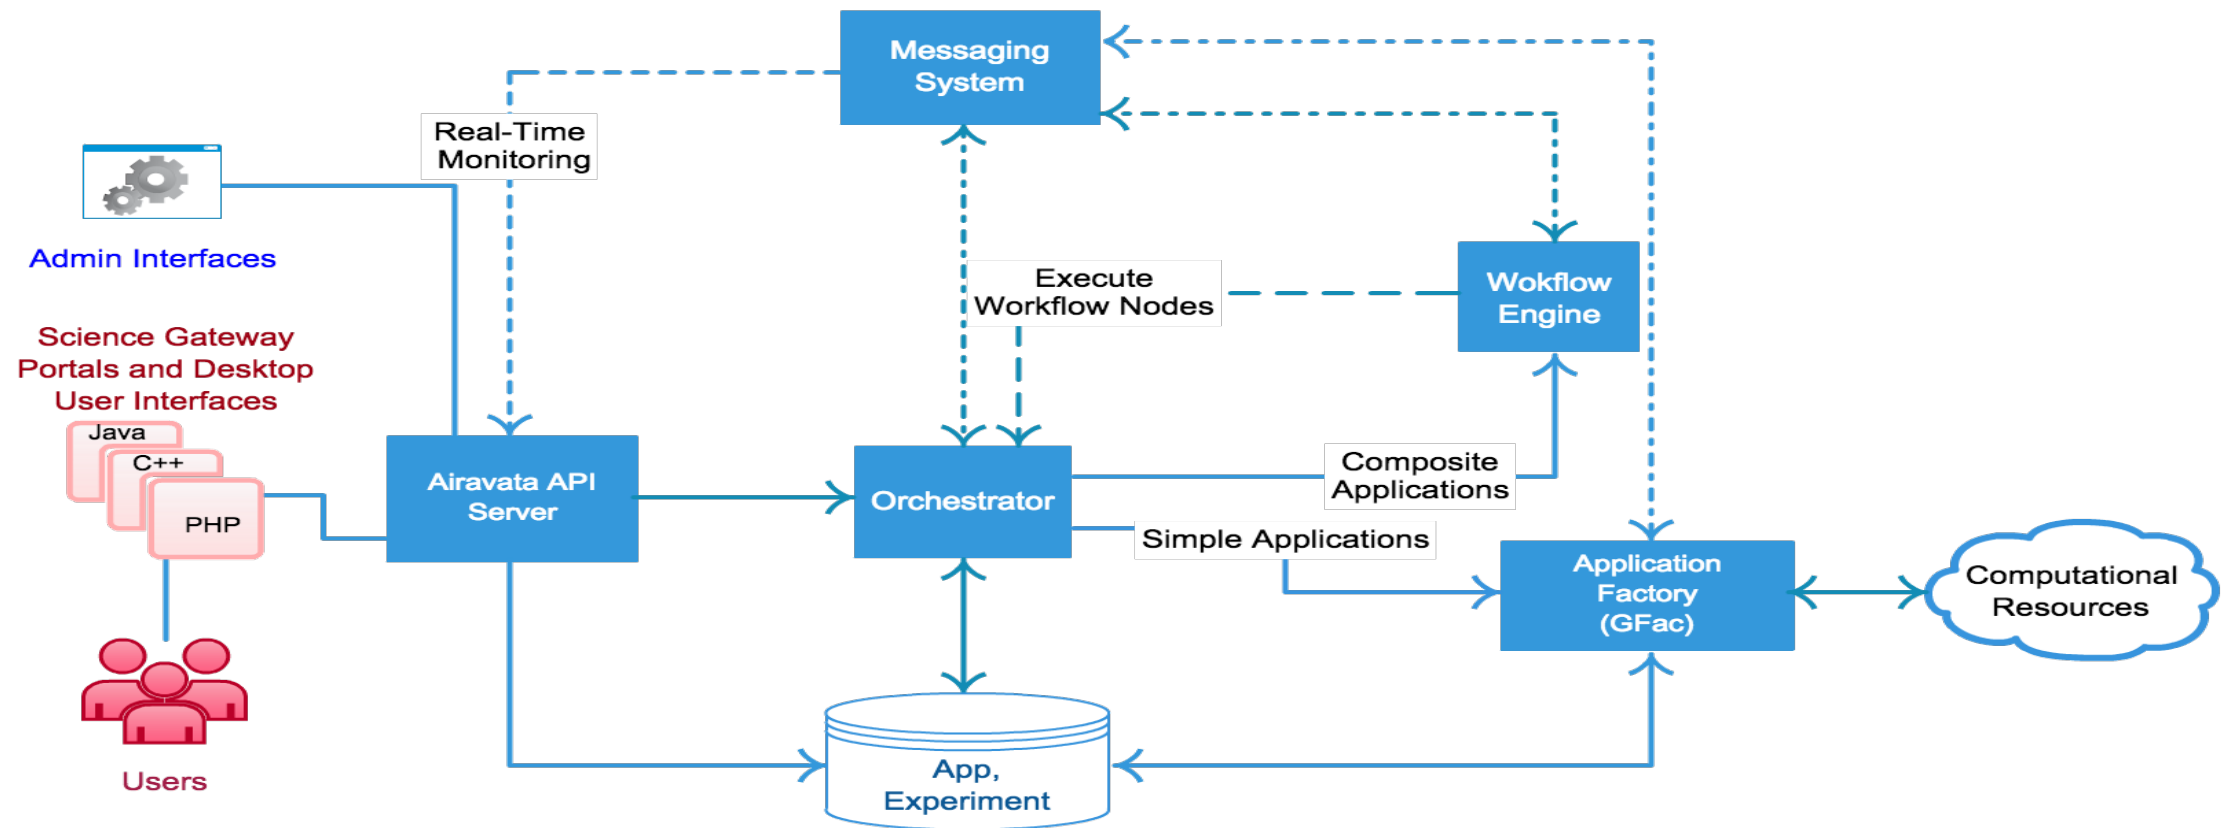 Messaging
System
Real-Time
Monitoring
Admin Interfaces
Execute
Workflow Nodes
Wokflow
Engine
Science Gateway
Portals and Desktop
User Interfaces
Java
C++
PHP
Airavata API
Server
Orchestrator
Composite
Applications
Simple Applications
Application
Factory
(GFac)
Computational
Resources
Users
App,
Experiment